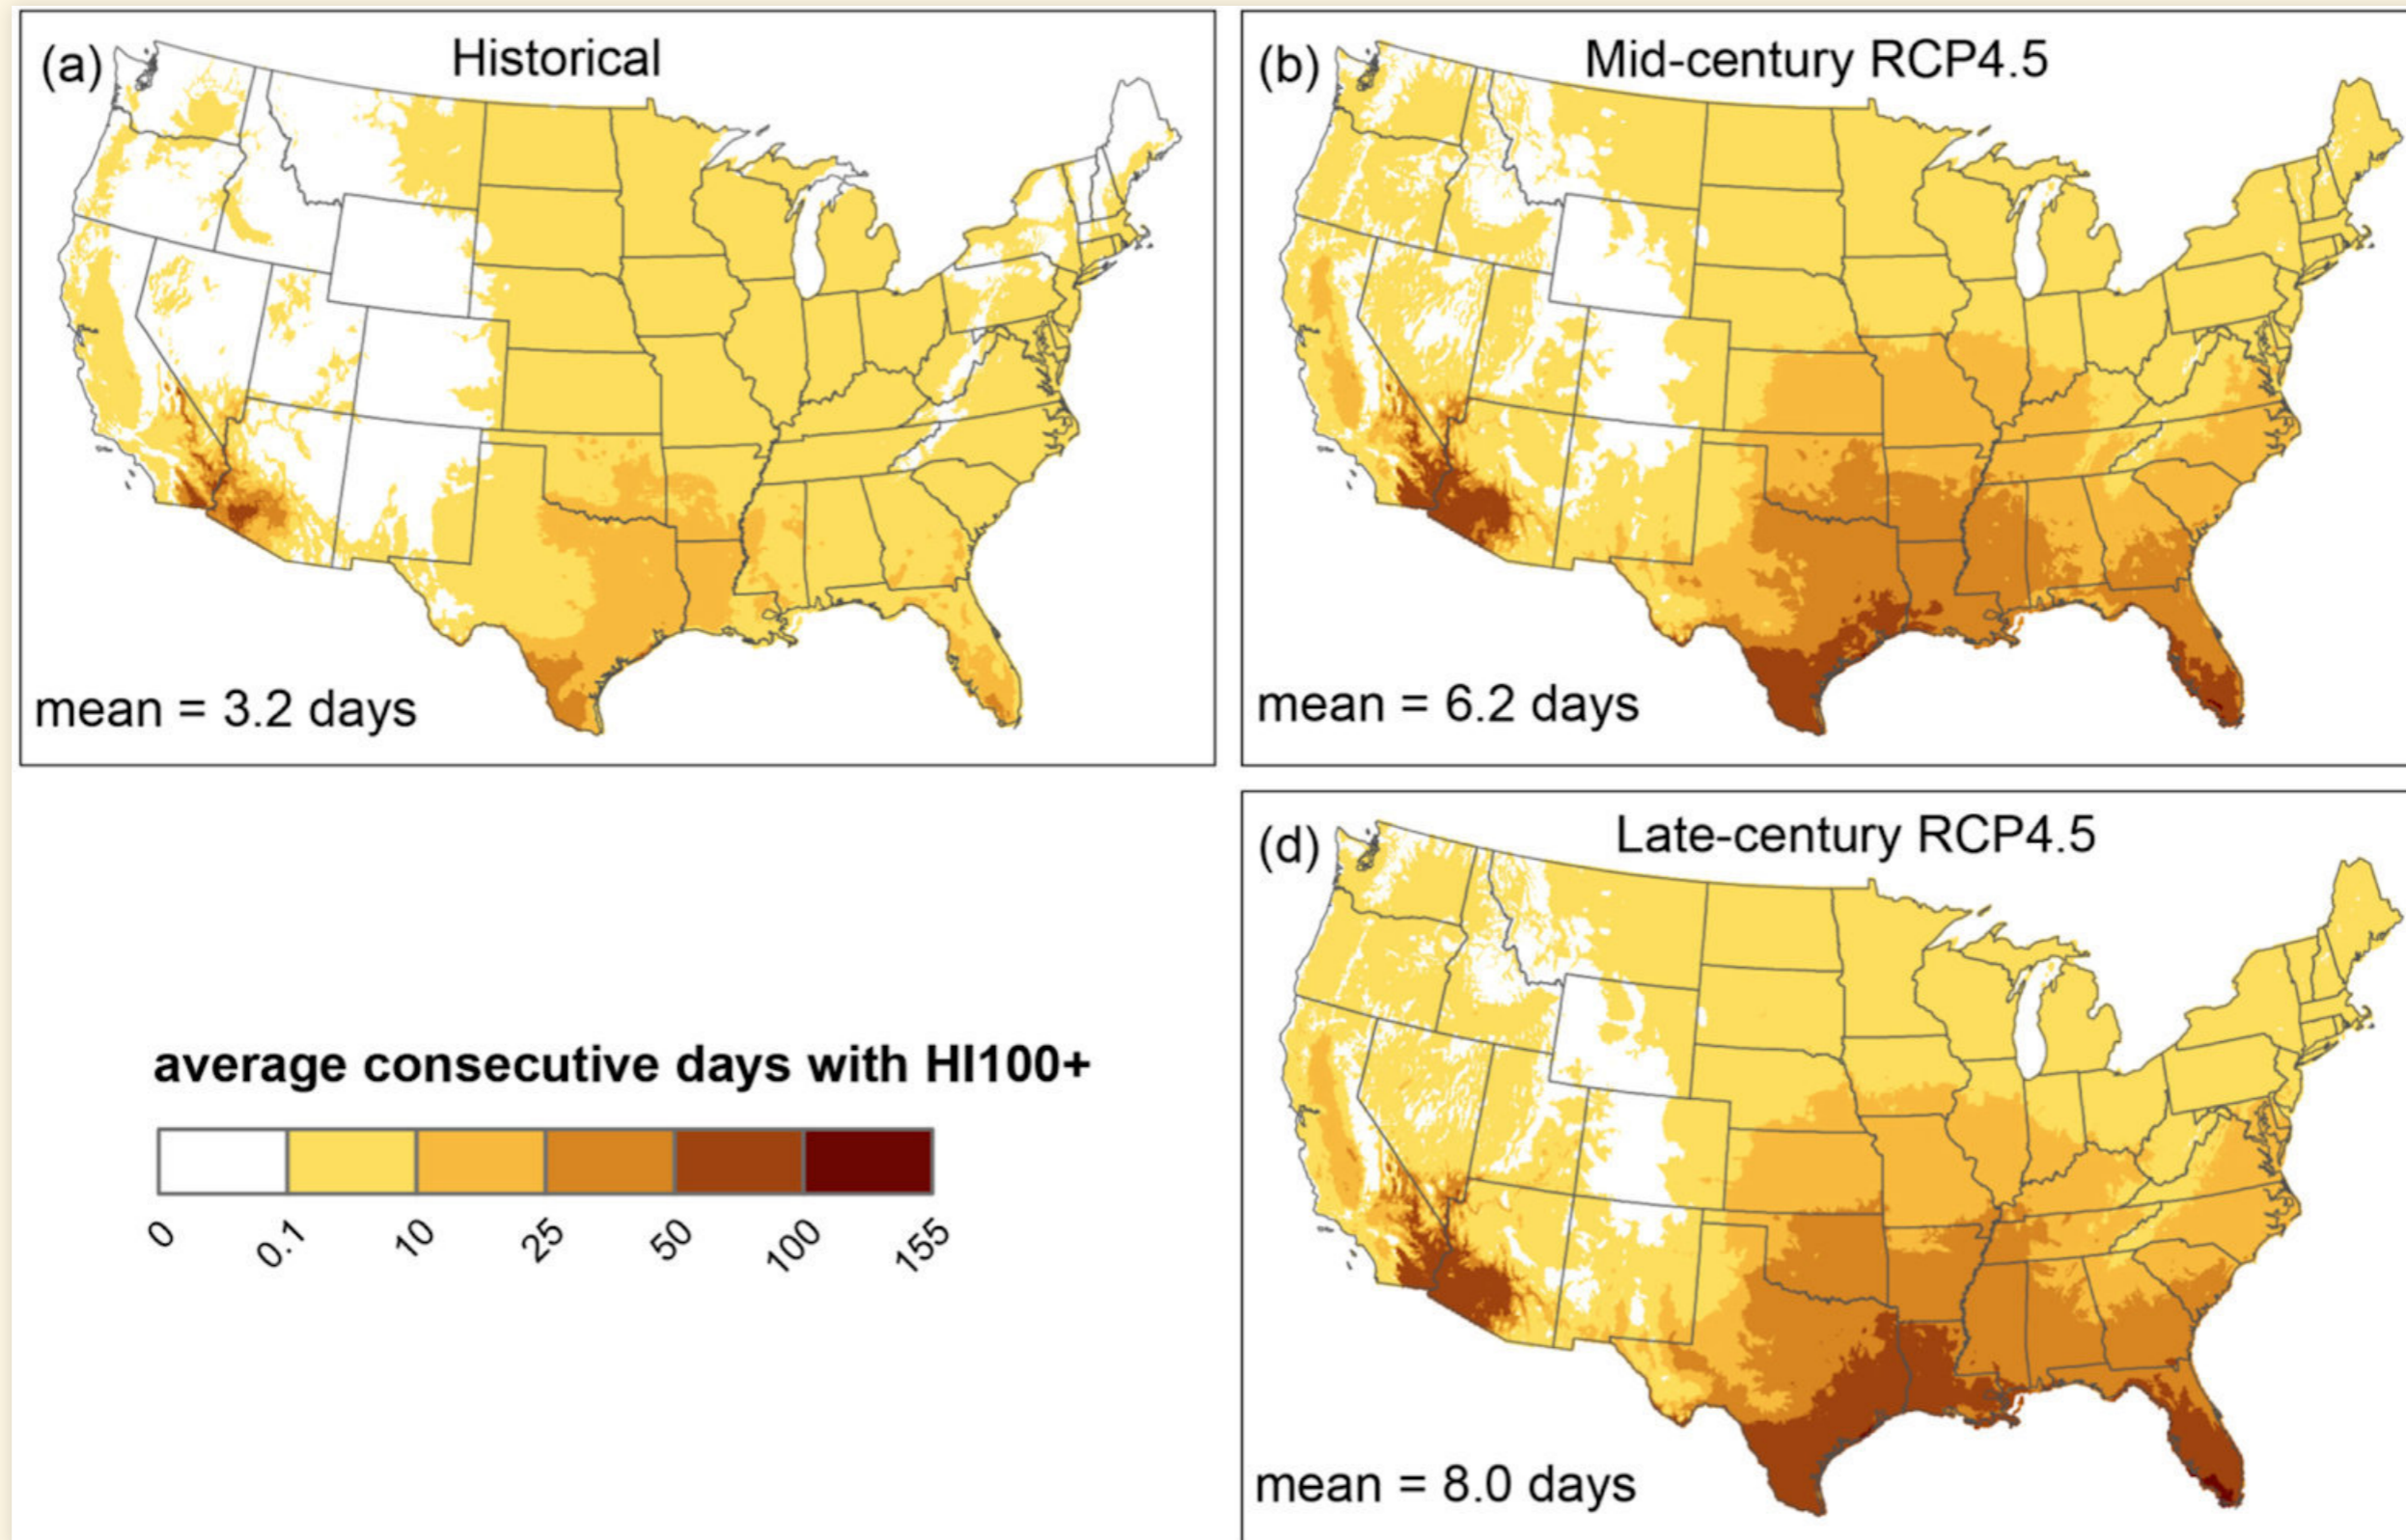 (a)
Historical
mean = 3.2 days
(b)
Mid-century RCP4.5
mean = 6.2 days
average consecutive days with HI100+
0
0.1
10
25
50
100
155
(d)
Late-century RCP4.5
mean = 8.0 days